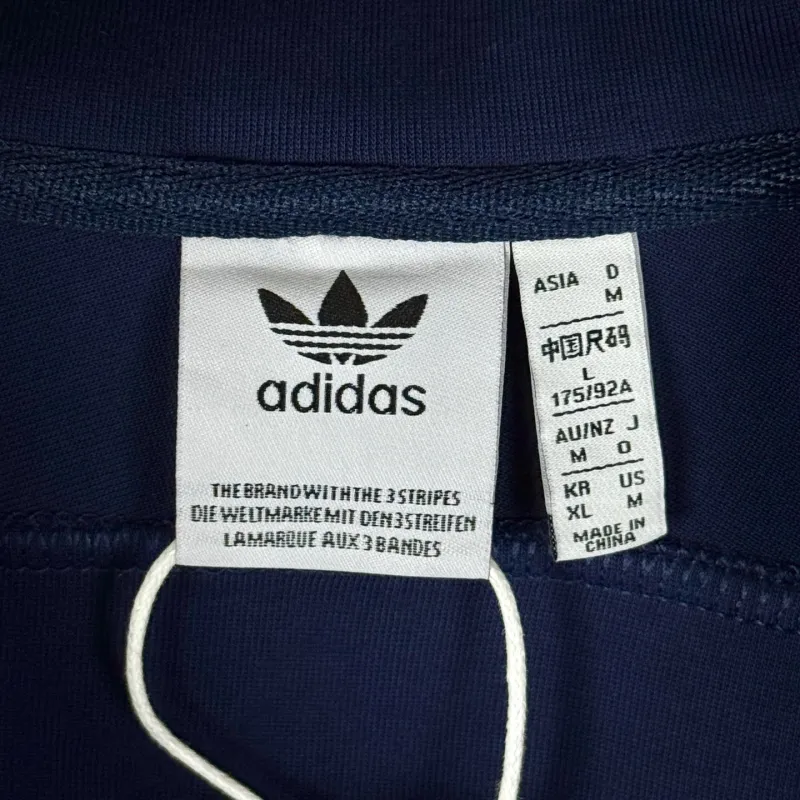 adidas
THE BRAND WITH THE 3 STRIPES
DIE WELTMARKE MIT DEN 3 STREIFEN
LA MARQUE AUX 3 BANDES
ASIA D
M
中国尺码
L
175/92A
AU/NZ J
M O
KR US
XL M
MADE IN
CHINA